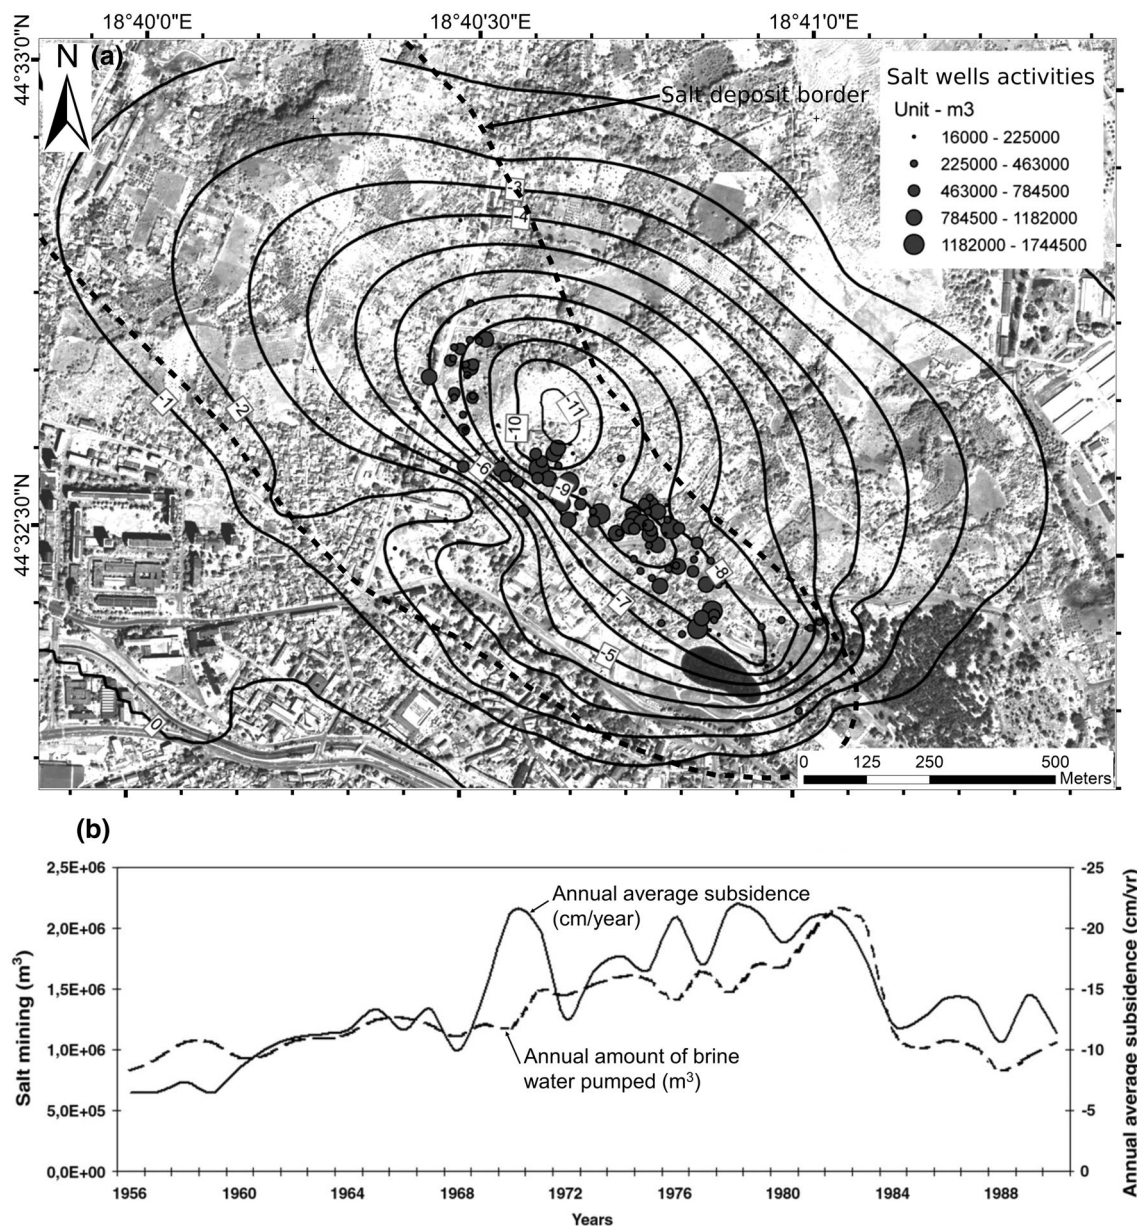 18°40'0"E 18°40'30"E 18°41'0"E
44°33'0"N
N (a)
Salt wells activities
Unit - m3
16000 - 225000
225000 - 463000
463000 - 784500
784500 - 1182000
1182000 - 1744500
Salt deposit border
-3
-4
-1
-2
-11
-10
-6
-9
-8
-7
-5
0
44°32'30"N
0 125 250 500
Meters
(b)
2,5E+06 -25
2,0E+06 -20
1,5E+06 -15
1,0E+06 -10
5,0E+05 -5
0,0E+00 0
Salt mining (m³)
Annual average subsidence (cm/yr)
Annual average subsidence
(cm/year)
Annual amount of brine
water pumped (m³)
1956 1960 1964 1968 1972 1976 1980 1984 1988
Years